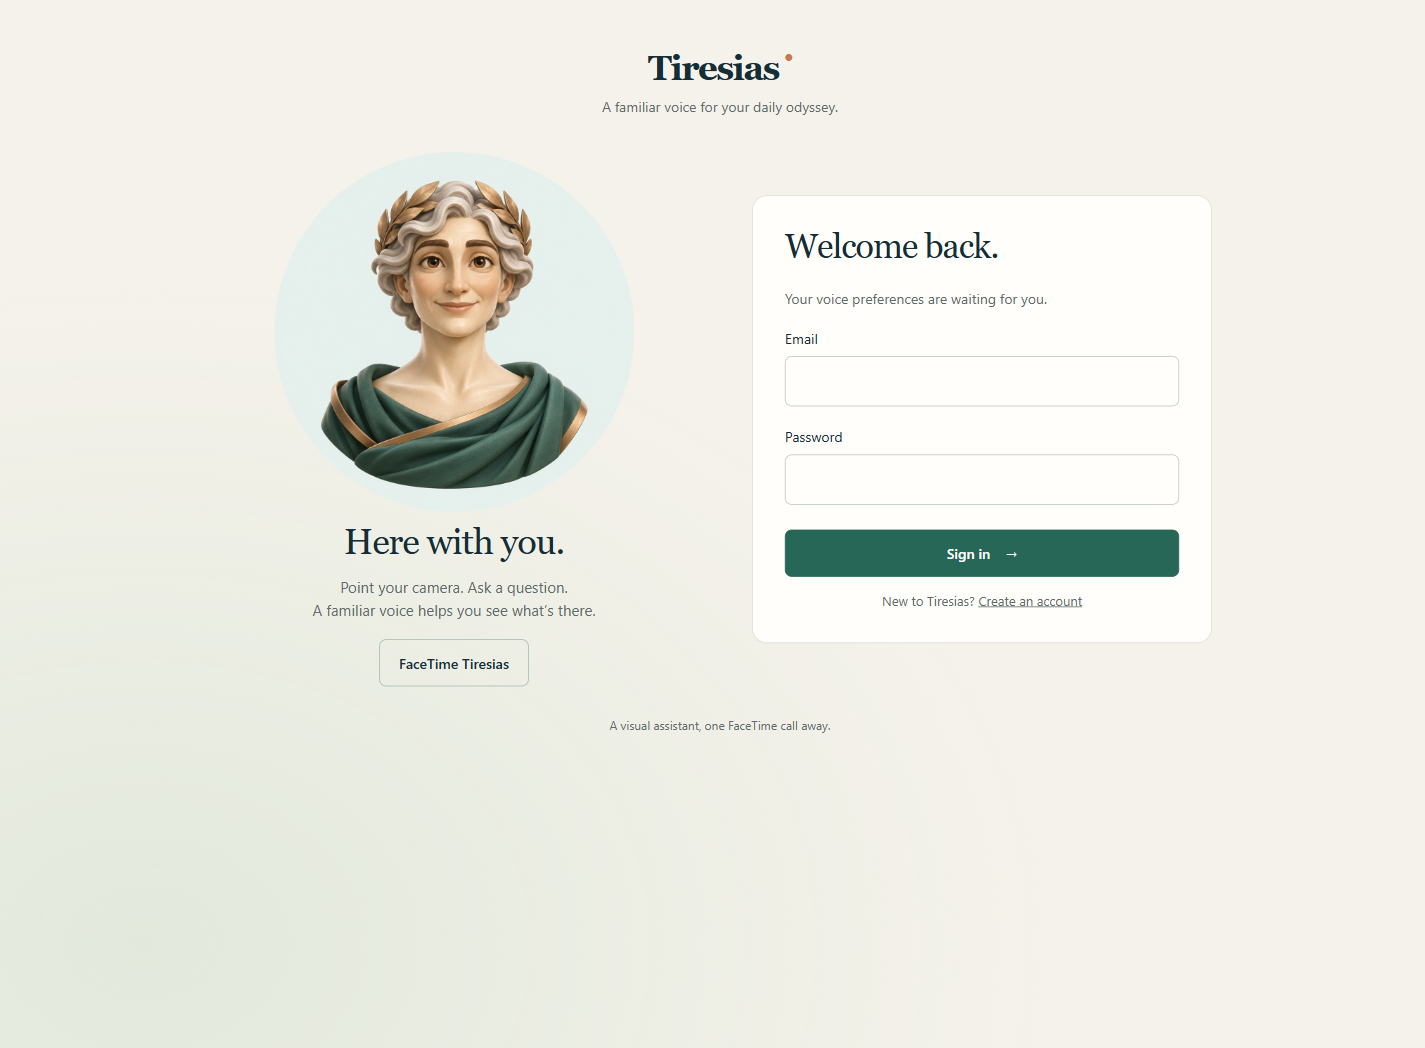 Tiresias
A familiar voice for your daily odyssey.
Here with you.
Point your camera. Ask a question.
A familiar voice helps you see what's there.
FaceTime Tiresias
Welcome back.
Your voice preferences are waiting for you.
Email
Password
Sign in →
New to Tiresias? Create an account
A visual assistant, one FaceTime call away.